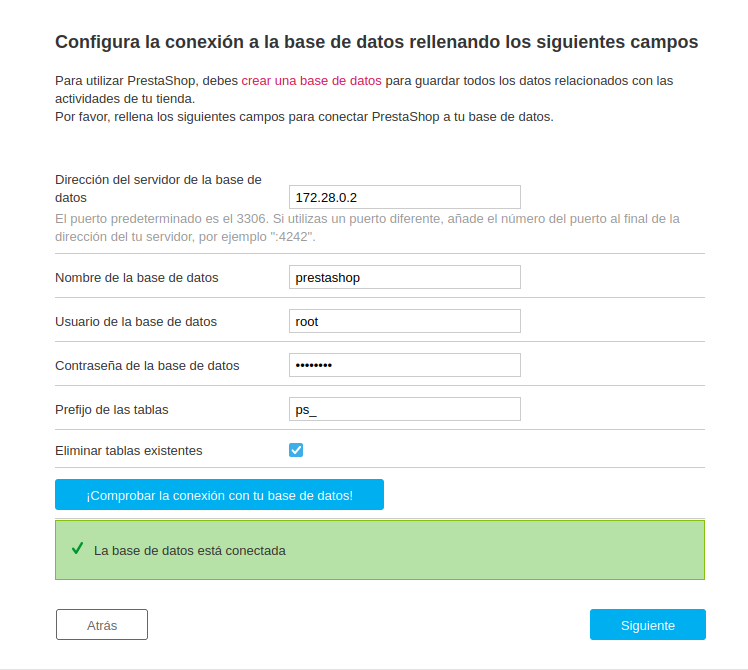 Configura la conexión a la base de datos rellenando los siguientes campos
Para utilizar PrestaShop, debes crear una base de datos para guardar todos los datos relacionados con las
actividades de tu tienda.
Por favor, rellena los siguientes campos para conectar PrestaShop a tu base de datos.
Dirección del servidor de la base de
datos
172.28.0.2
El puerto predeterminado es el 3306. Si utilizas un puerto diferente, añade el número del puerto al final de la
dirección del tu servidor, por ejemplo ":4242".
Nombre de la base de datos
prestashop
Usuario de la base de datos
root
Contraseña de la base de datos
••••••••
Prefijo de las tablas
ps_
Eliminar tablas existentes
¡Comprobar la conexión con tu base de datos!
La base de datos está conectada
Atrás
Siguiente